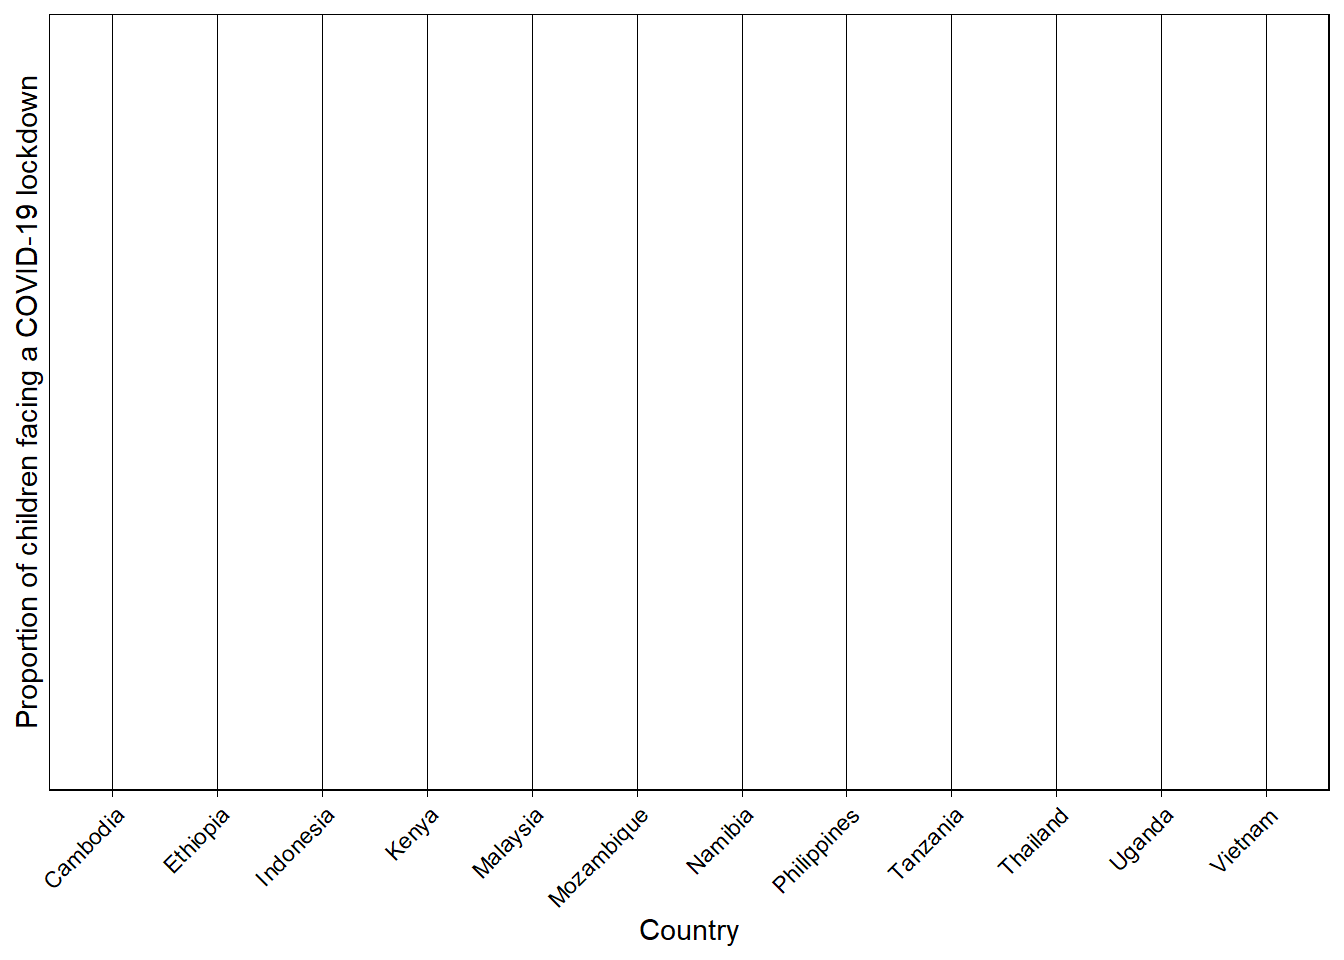 Proportion of children facing a COVID-19 lockdown
Cambodia
Ethiopia
Indonesia
Kenya
Malaysia
Mozambique
Namibia
Philippines
Tanzania
Thailand
Uganda
Vietnam
Country